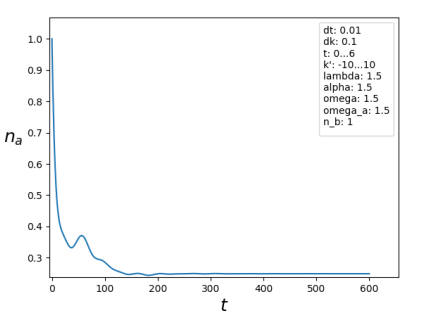 1.0
0.9
0.8
0.7
0.6
0.5
0.4
0.3
n_a
0
100
200
300
400
500
600
t
dt: 0.01
dk: 0.1
t: 0...6
k': -10...10
lambda: 1.5
alpha: 1.5
omega: 1.5
omega_a: 1.5
n_b: 1